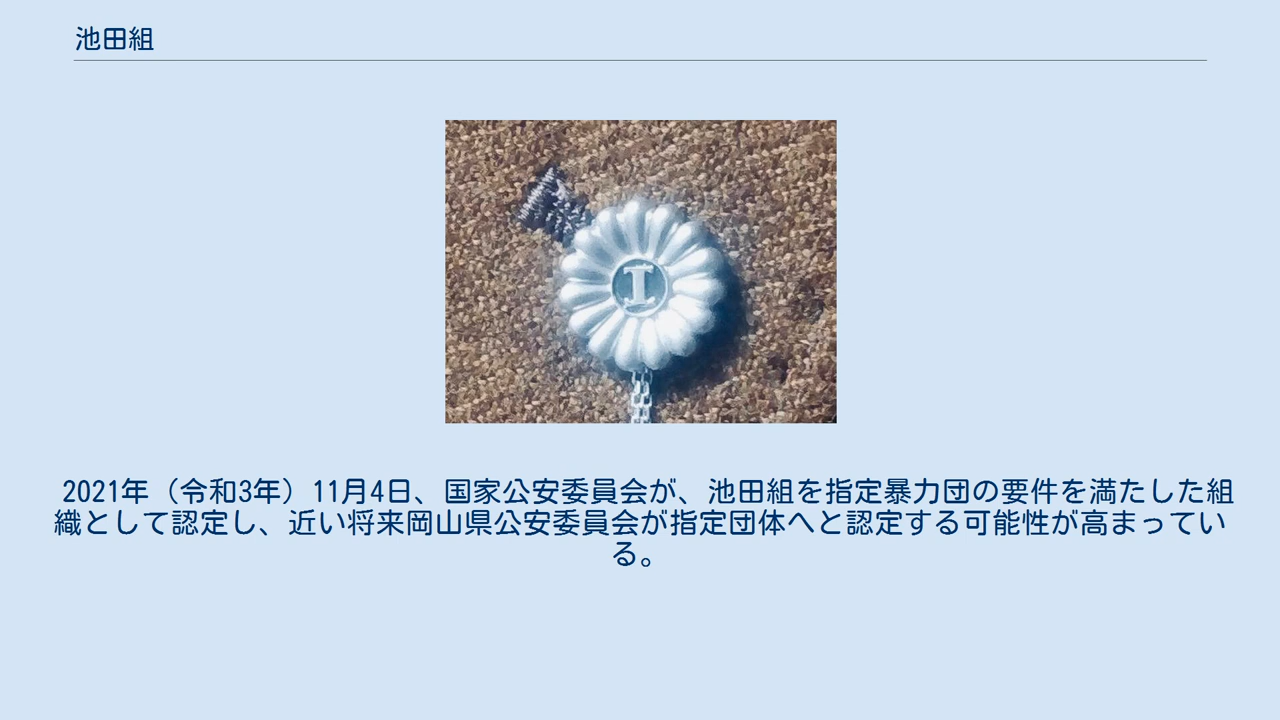 池田組
I
2021年（令和3年）11月4日、国家公安委員会が、池田組を指定暴力団の要件を満たした組
織として認定し、近い将来岡山県公安委員会が指定団体へと認定する可能性が高まってい
る。